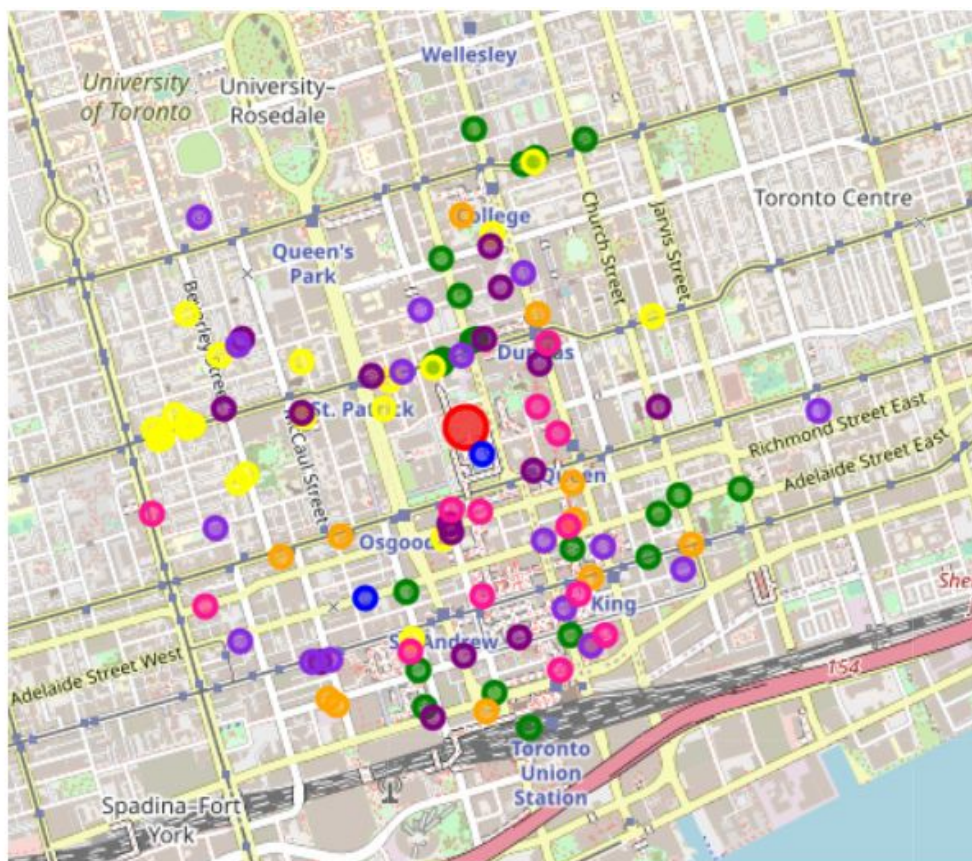 Wellesley
University
of Toronto
University–
Rosedale
Toronto Centre
College
Church Street
Jarvis Street
Queen's
Park
Dundas
St. Patrick
McCaul Street
Richmond Street East
Adelaide Street East
Queen
Osgoode
King
St. Andrew
Adelaide Street West
154
Toronto
Union
Station
Spadina–Fort
York